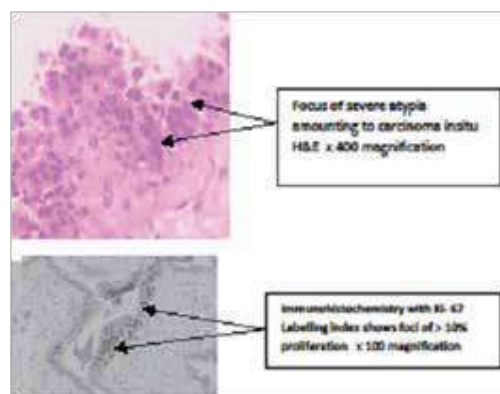 Focus of severe atypia
amounting to carcinoma insitu
H&E x 400 magnification
Immunohistochemistry with Ki- 67
Labelling index shows foci of > 10%
proliferation x 100 magnification